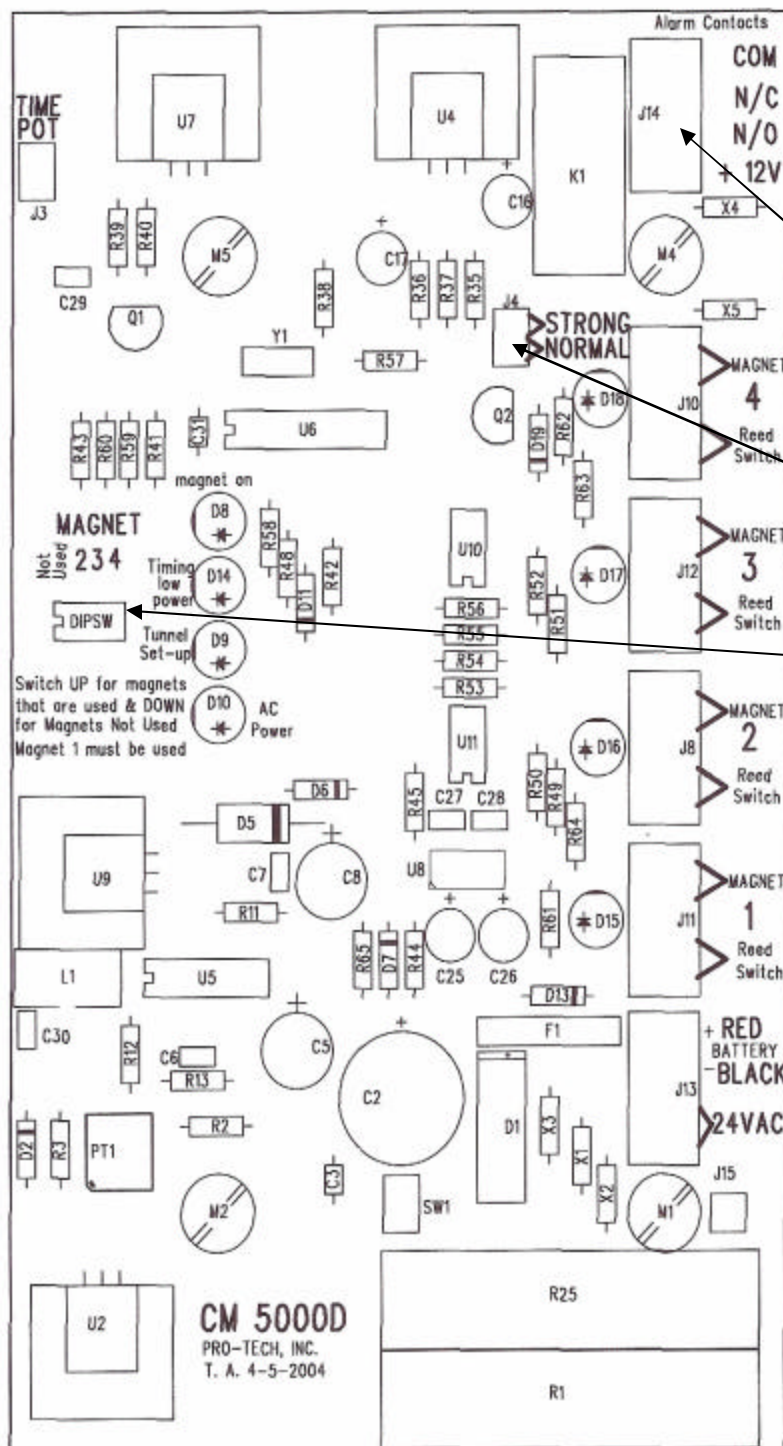 Alarm Contacts
COM
N/C
N/O
+ 12V
TIME
POT
J3
U7
U4
K1
J14
C16
X4
R39
R40
M5
C17
M4
C29
Q1
R38
R36
R37
R35
J4
STRONG
NORMAL
X5
Y1
R57
D18
J10
MAGNET
4
Reed
Switch
R43
R60
R59
R41
C31
U6
Q2
D19
R62
R63
magnet on
D8
MAGNET
Not
Used
2 3 4
DIPSW
Timing
low
power
D14
Tunnel
Set-up
D9
D10
AC
Power
R58
R48
D11
R42
U10
R56
R55
R54
R53
U11
R52
R51
D17
J12
MAGNET
3
Reed
Switch
Switch UP for magnets
that are used & DOWN
for Magnets Not Used
Magnet 1 must be used
D6
D5
R45
C27
C28
R50
R49
R64
D16
J8
MAGNET
2
Reed
Switch
U9
C7
C8
U8
R11
R65
D7
R44
C25
C26
R61
D15
J11
MAGNET
1
Reed
Switch
L1
U5
D13
C30
R12
C6
R13
C5
C2
F1
D1
+ RED
BATTERY
-BLACK
J13
24VAC
D2
R3
PT1
R2
C3
X3
X1
X2
J15
M2
SW1
M1
U2
CM 5000D
PRO-TECH, INC.
T. A. 4-5-2004
R25
R1